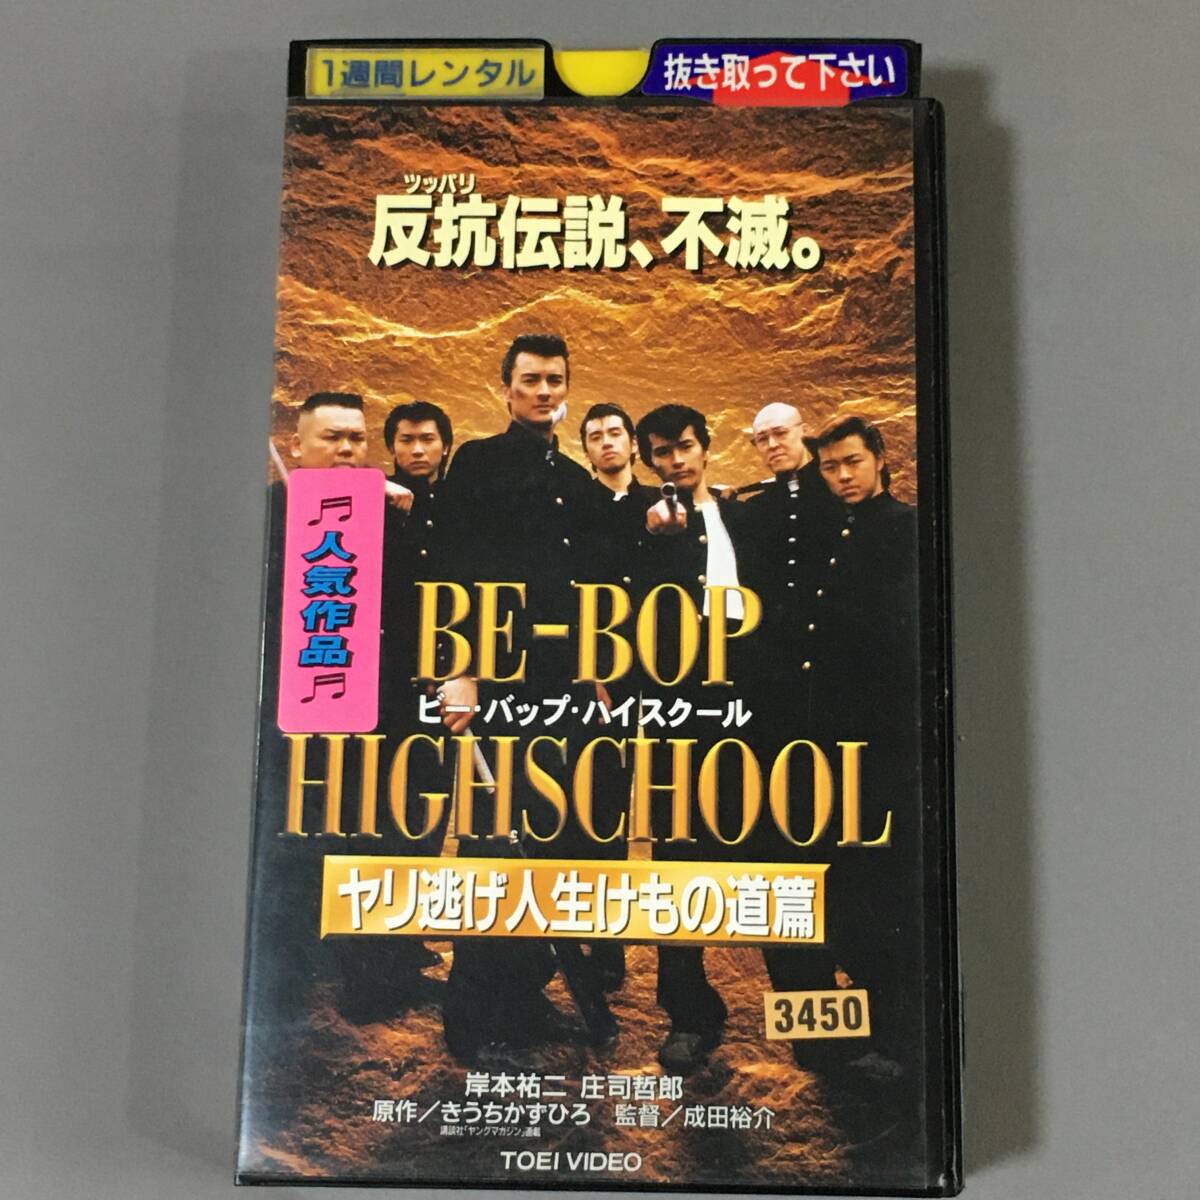 1週間レンタル
抜き取って下さい
ツッパリ
反抗伝説、不滅。
♬人気作品♬
BE-BOP
ビー・バップ・ハイスクール
HIGHSCHOOL
ヤリ逃げ人生けもの道篇
3450
岸本祐二 庄司哲郎
原作／きうちかずひろ 監督／成田裕介
講談社「ヤングマガジン」連載
TOEI VIDEO